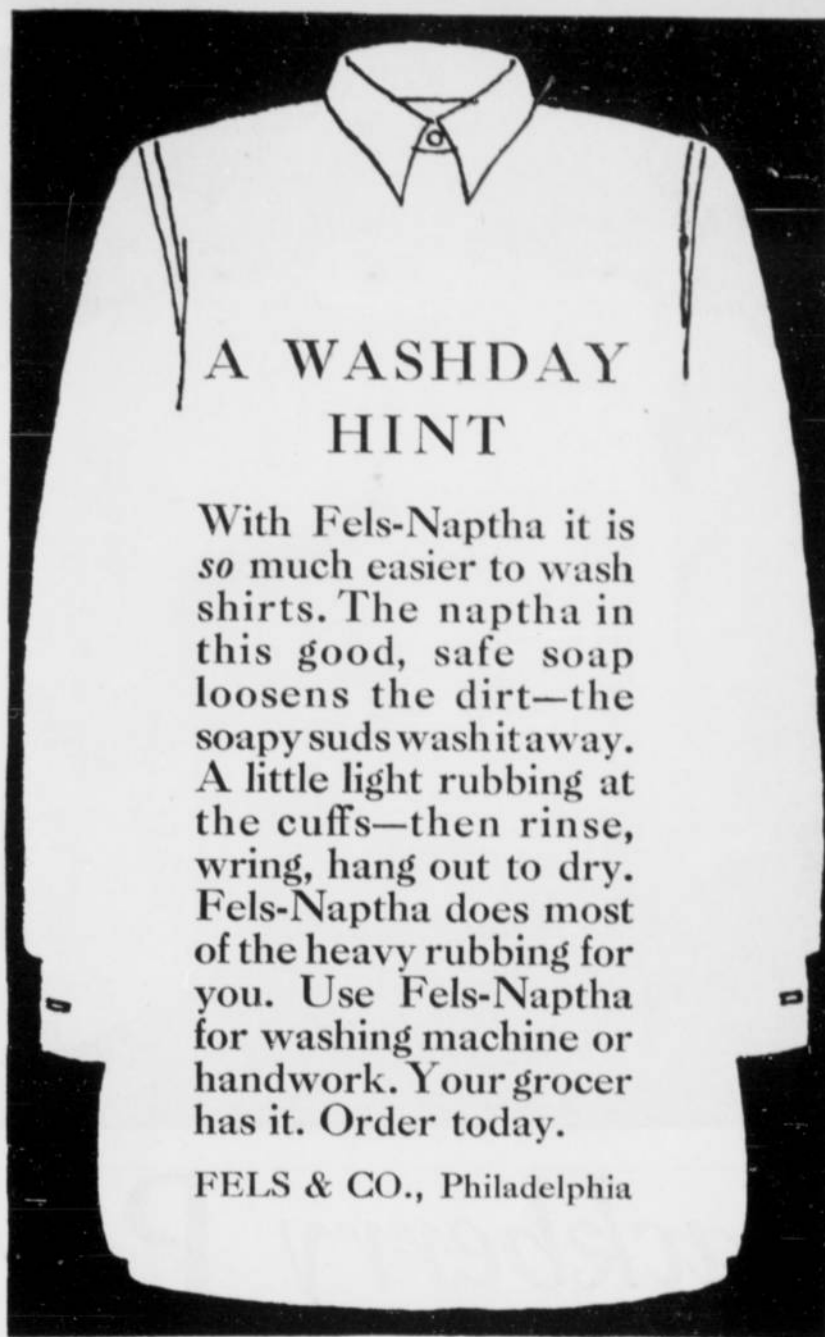 A WASHDAY
HINT
With Fels-Naptha it is
so much easier to wash
shirts. The naptha in
this good, safe soap
loosens the dirt—the
soapy suds wash it away.
A little light rubbing at
the cuffs—then rinse,
wring, hang out to dry.
Fels-Naptha does most
of the heavy rubbing for
you. Use Fels-Naptha
for washing machine or
handwork. Your grocer
has it. Order today.
FELS & CO., Philadelphia